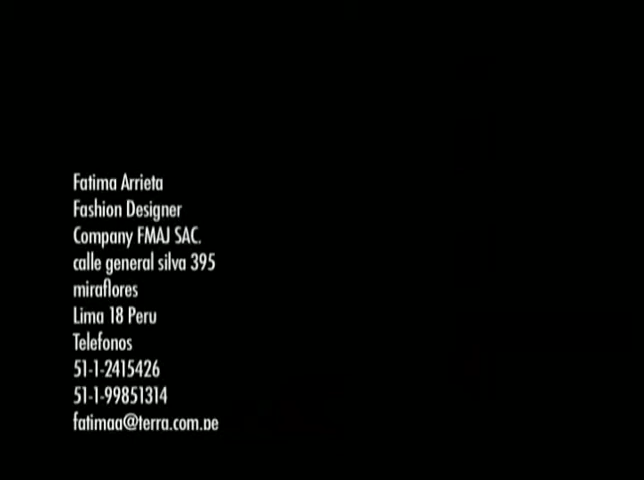 Fatima Arrieta
Fashion Designer
Company FMAJ SAC.
calle general silva 395
miraflores
Lima 18 Peru
Telefonos
51-1-2415426
51-1-99851314
fatimaa@terra.com.pe